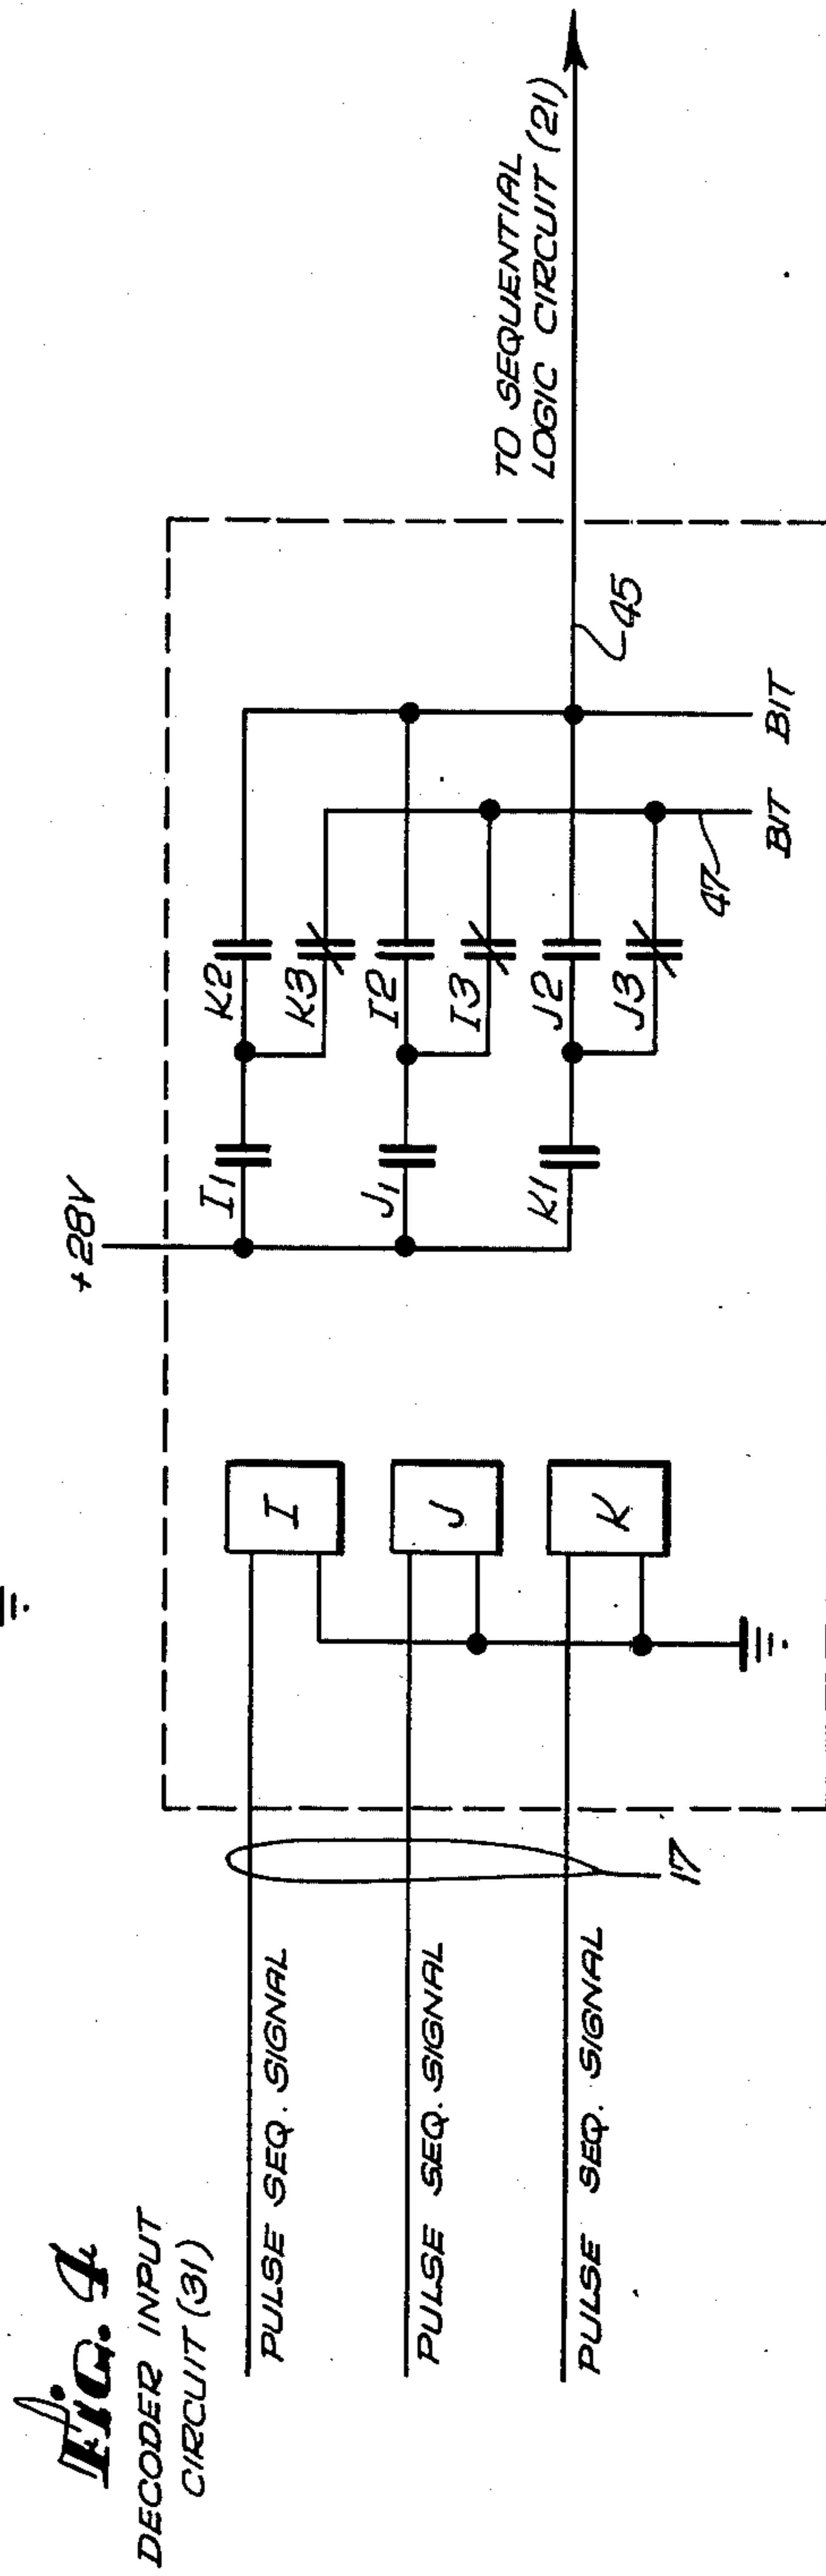 Fig. 4
DECODER INPUT
CIRCUIT (31)
PULSE SEQ. SIGNAL
PULSE SEQ. SIGNAL
PULSE SEQ. SIGNAL
17
I
J
K
+28V
I1
J1
K1
K2
K3
I2
I3
J2
J3
47
BIT
BIT
45
TO SEQUENTIAL
LOGIC CIRCUIT (21)